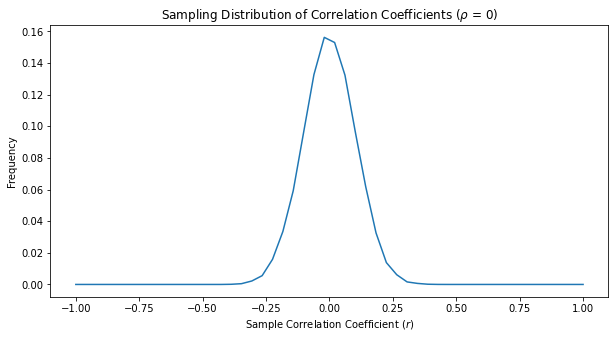 Sampling Distribution of Correlation Coefficients (ρ = 0)
0.16
0.14
0.12
0.10
0.08
0.06
0.04
0.02
0.00
Frequency
−1.00 −0.75 −0.50 −0.25 0.00 0.25 0.50 0.75 1.00
Sample Correlation Coefficient (r)